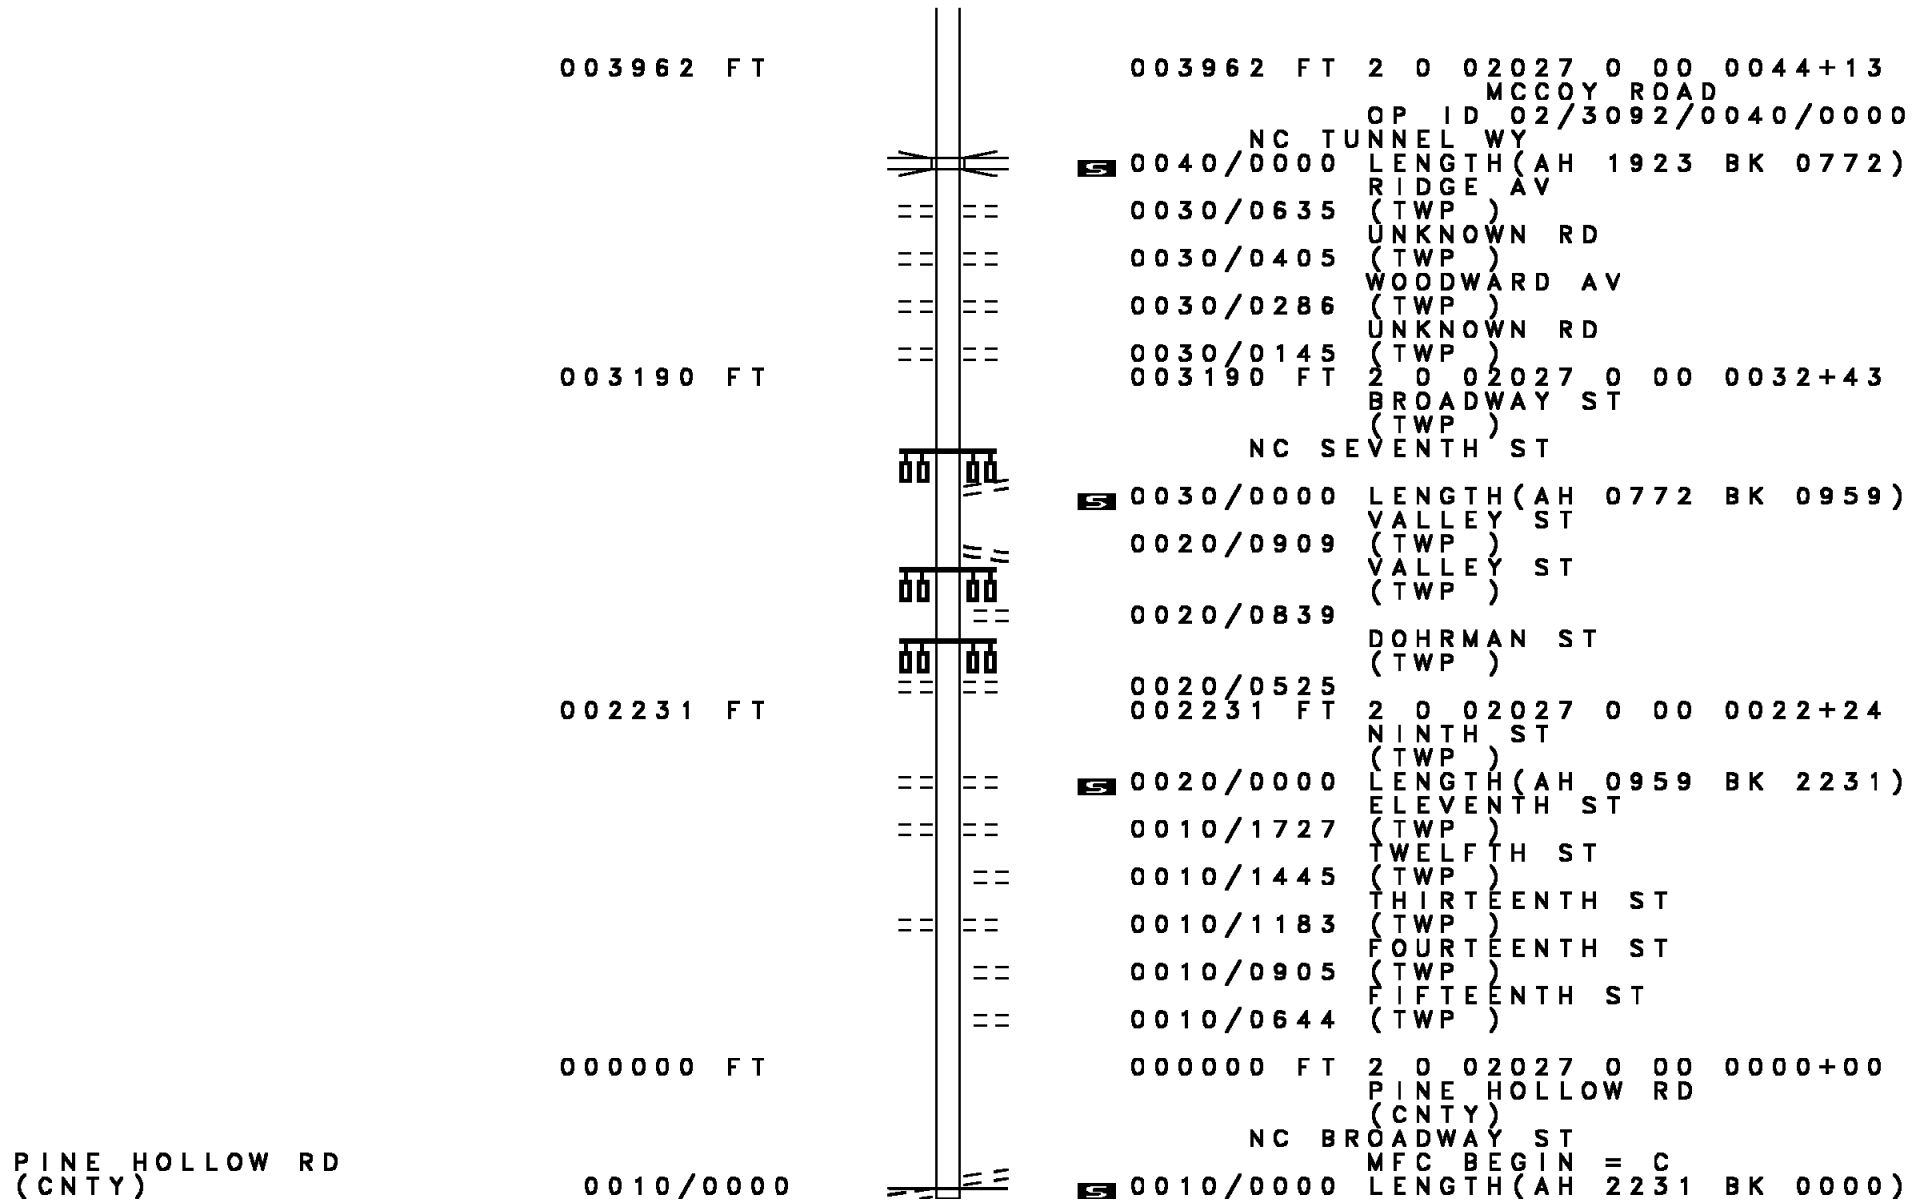 003962 FT 003962 FT 2 0 02027 0 00 0044+13
MCCOY ROAD
OP ID 02/3092/0040/0000
NC TUNNEL WY
S 0040/0000 LENGTH(AH 1923 BK 0772)
RIDGE AV
0030/0635 (TWP )
UNKNOWN RD
0030/0405 (TWP )
WOODWARD AV
0030/0286 (TWP )
UNKNOWN RD
0030/0145 (TWP )
003190 FT 003190 FT 2 0 02027 0 00 0032+43
BROADWAY ST
(TWP )
NC SEVENTH ST
S 0030/0000 LENGTH(AH 0772 BK 0959)
VALLEY ST
0020/0909 (TWP )
VALLEY ST
(TWP )
0020/0839
DOHRMAN ST
(TWP )
0020/0525
002231 FT 002231 FT 2 0 02027 0 00 0022+24
NINTH ST
(TWP )
S 0020/0000 LENGTH(AH 0959 BK 2231)
ELEVENTH ST
0010/1727 (TWP )
TWELFTH ST
0010/1445 (TWP )
THIRTEENTH ST
0010/1183 (TWP )
FOURTEENTH ST
0010/0905 (TWP )
FIFTEENTH ST
0010/0644 (TWP )
000000 FT 000000 FT 2 0 02027 0 00 0000+00
PINE HOLLOW RD
(CNTY)
NC BROADWAY ST
PINE HOLLOW RD MFC BEGIN = C
(CNTY) 0010/0000 S 0010/0000 LENGTH(AH 2231 BK 0000)